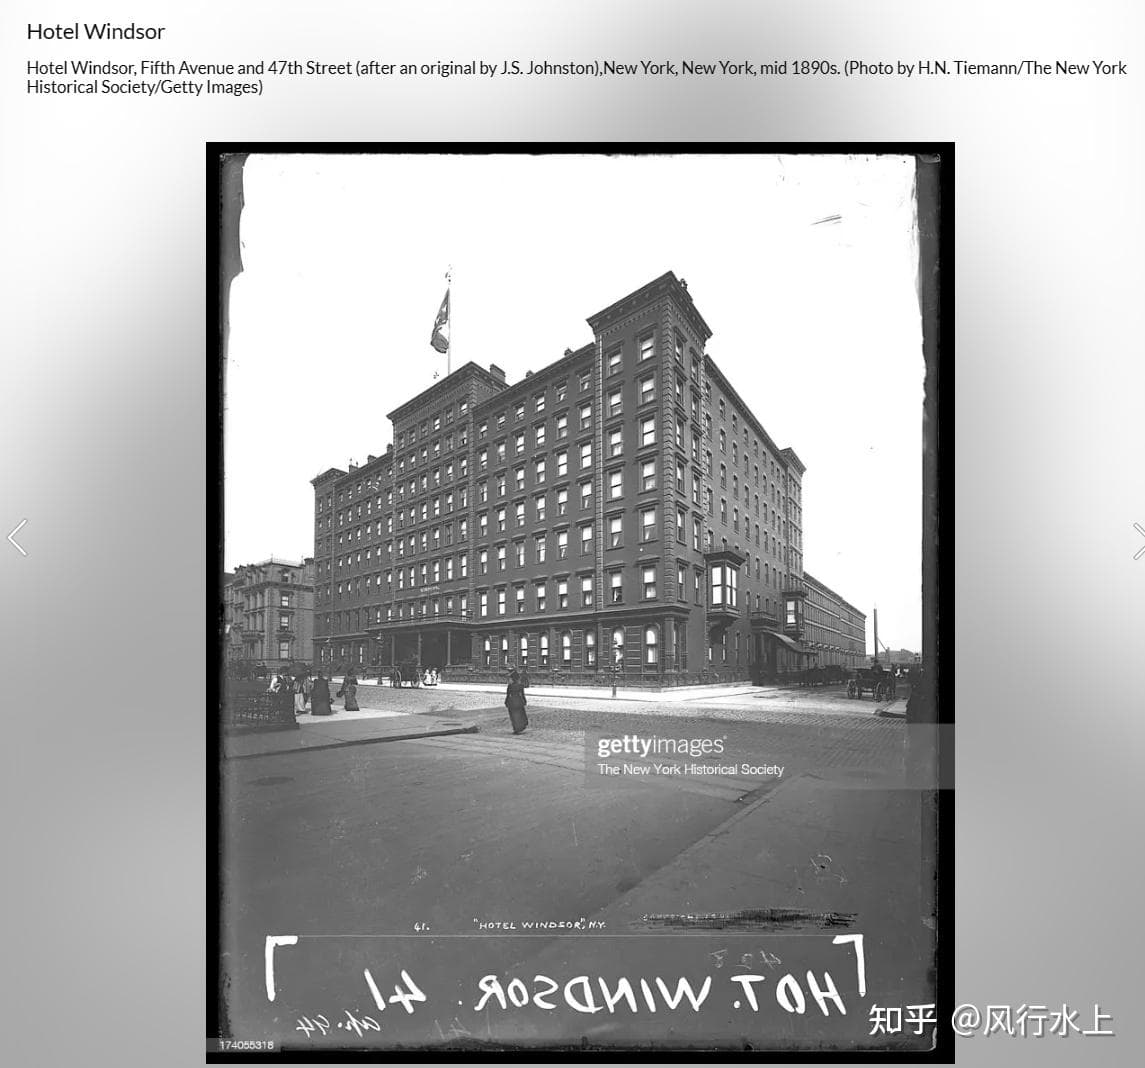 Hotel Windsor
Hotel Windsor, Fifth Avenue and 47th Street (after an original by J.S. Johnston),New York, New York, mid 1890s. (Photo by H.N. Tiemann/The New York
Historical Society/Getty Images)
gettyimages
The New York Historical Society
41. "HOTEL WINDSOR", N.Y.
428
HOT. WINDSOR. 41
174055318
知乎 @风行水上